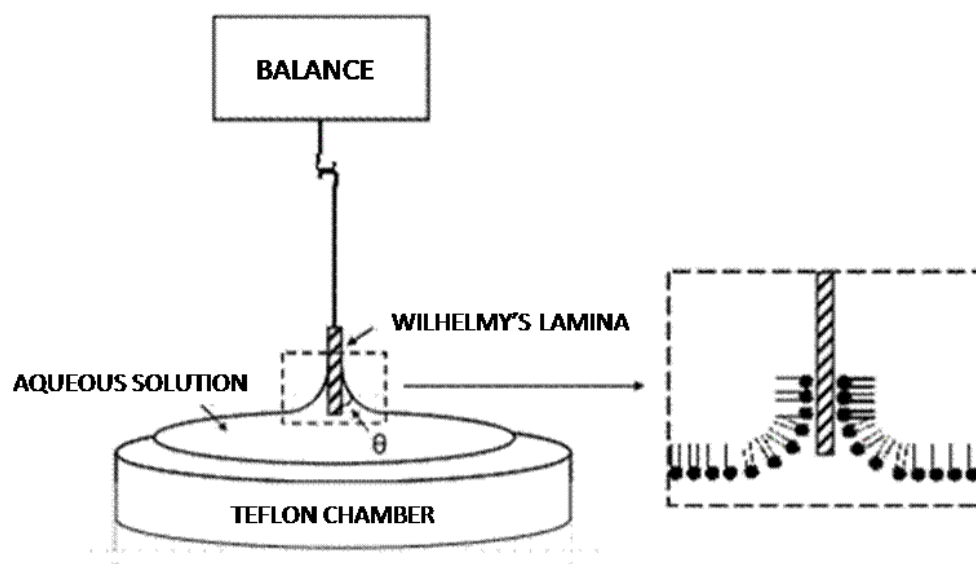 BALANCE
WILHELMY'S LAMINA
AQUEOUS SOLUTION
θ
TEFLON CHAMBER